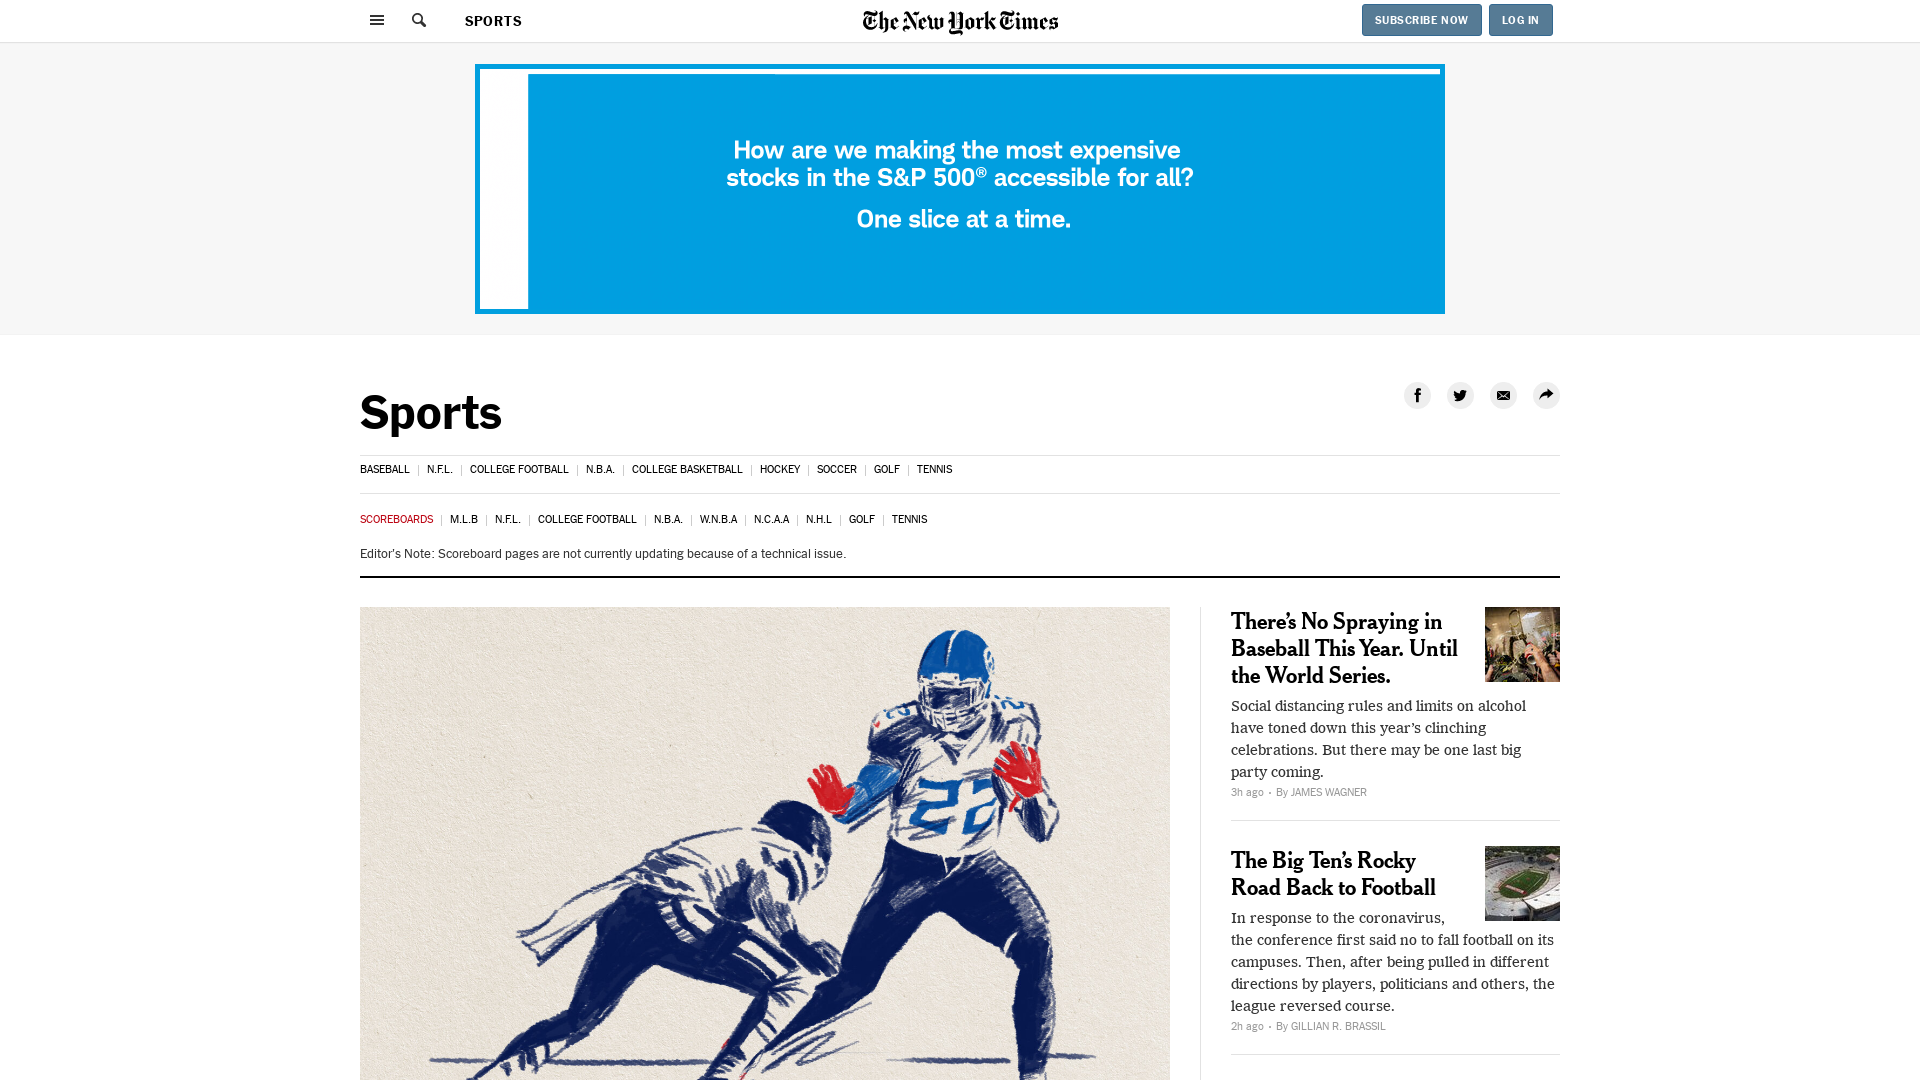 SPORTS
The New York Times
SUBSCRIBE NOW
LOG IN
How are we making the most expensive
stocks in the S&P 500® accessible for all?
One slice at a time.
Sports
BASEBALL | N.F.L. | COLLEGE FOOTBALL | N.B.A. | COLLEGE BASKETBALL | HOCKEY | SOCCER | GOLF | TENNIS
SCOREBOARDS | M.L.B | N.F.L. | COLLEGE FOOTBALL | N.B.A. | W.N.B.A | N.C.A.A | N.H.L | GOLF | TENNIS
Editor's Note: Scoreboard pages are not currently updating because of a technical issue.
22
22
22
There’s No Spraying in
Baseball This Year. Until
the World Series.
Social distancing rules and limits on alcohol
have toned down this year’s clinching
celebrations. But there may be one last big
party coming.
3h ago • By JAMES WAGNER
The Big Ten’s Rocky
Road Back to Football
In response to the coronavirus,
the conference first said no to fall football on its
campuses. Then, after being pulled in different
directions by players, politicians and others, the
league reversed course.
2h ago • By GILLIAN R. BRASSIL